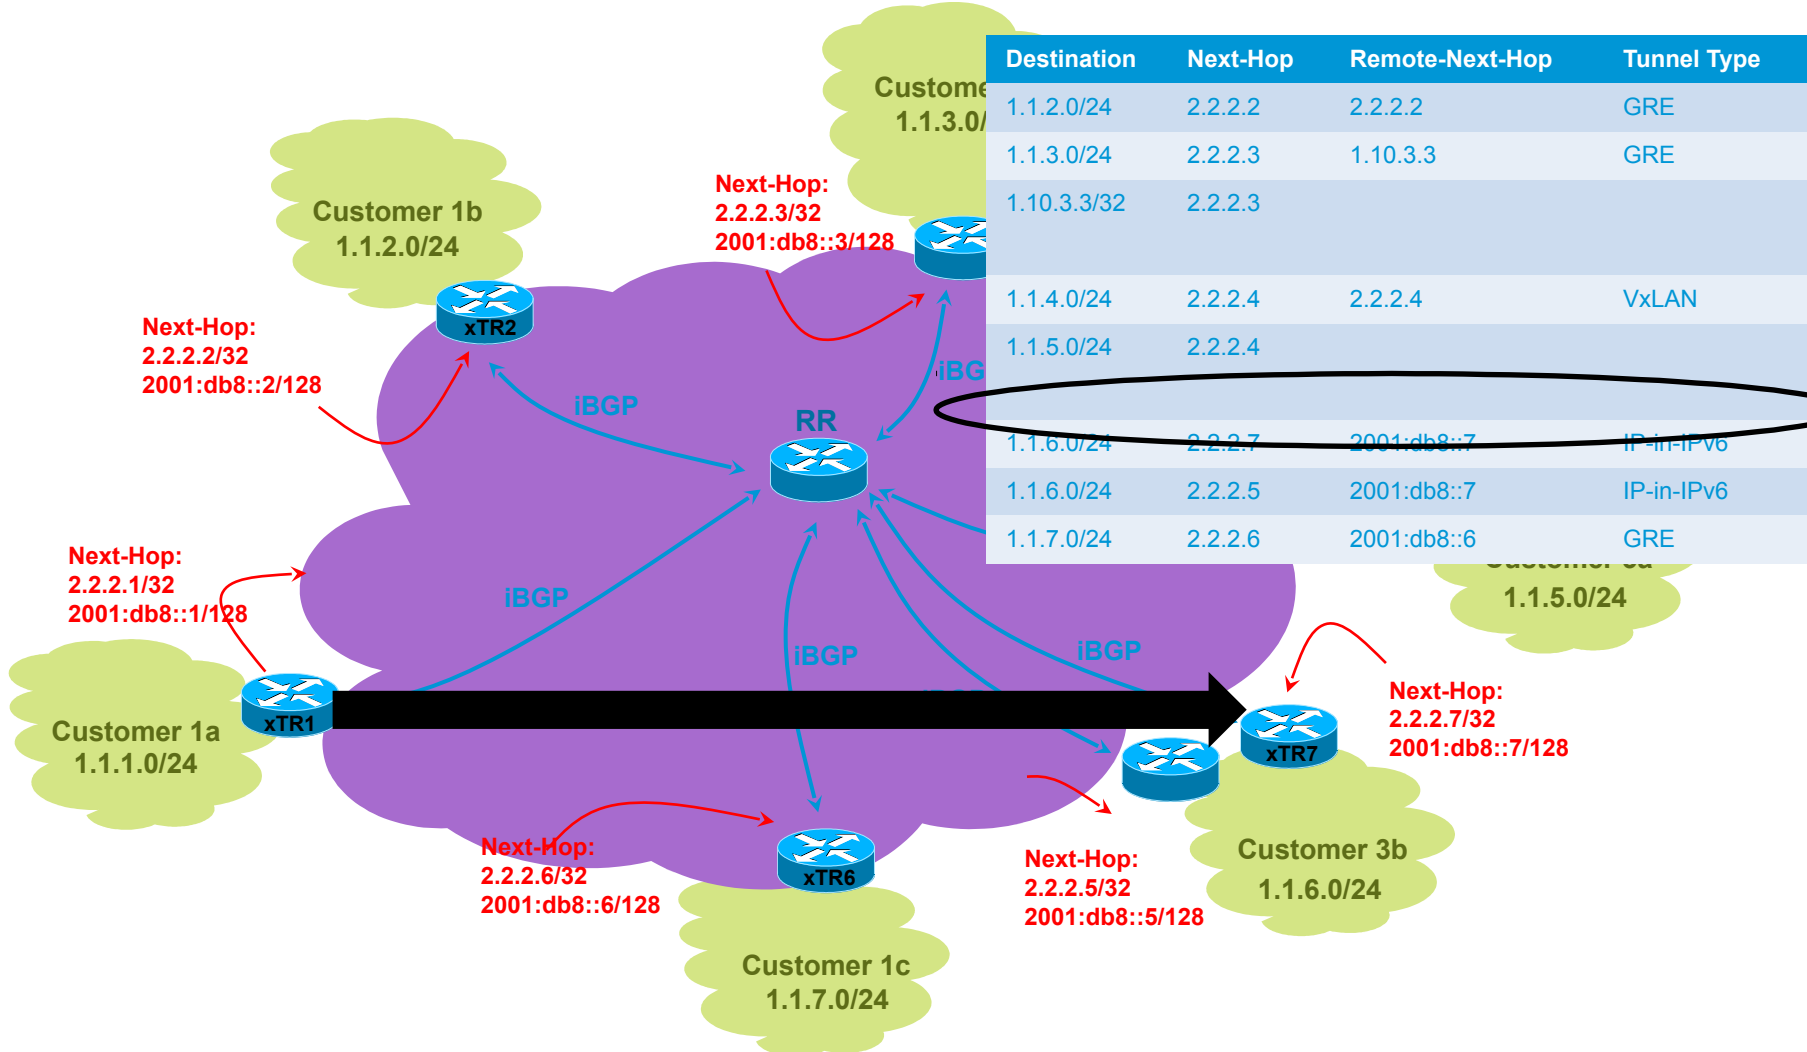 Destination Next-Hop Remote-Next-Hop Tunnel Type
1.1.2.0/24 2.2.2.2 2.2.2.2 GRE
1.1.3.0/24 2.2.2.3 1.10.3.3 GRE
1.10.3.3/32 2.2.2.3
1.1.4.0/24 2.2.2.4 2.2.2.4 VxLAN
1.1.5.0/24 2.2.2.4
1.1.6.0/24 2.2.2.7 2001:db8::7 IP-in-IPv6
1.1.6.0/24 2.2.2.5 2001:db8::7 IP-in-IPv6
1.1.7.0/24 2.2.2.6 2001:db8::6 GRE
1.1.3.0/
Next-Hop:
2.2.2.3/32
2001:db8::3/128
Customer 1b
1.1.2.0/24
xTR2
Next-Hop:
2.2.2.2/32
2001:db8::2/128
iBGP
RR
Next-Hop:
2.2.2.1/32
2001:db8::1/128
iBGP
iBGP
iBGP
1.1.5.0/24
xTR1
Customer 1a
1.1.1.0/24
Next-Hop:
2.2.2.7/32
2001:db8::7/128
xTR7
Customer 3b
1.1.6.0/24
Next-Hop:
2.2.2.6/32
2001:db8::6/128
xTR6
Next-Hop:
2.2.2.5/32
2001:db8::5/128
Customer 1c
1.1.7.0/24